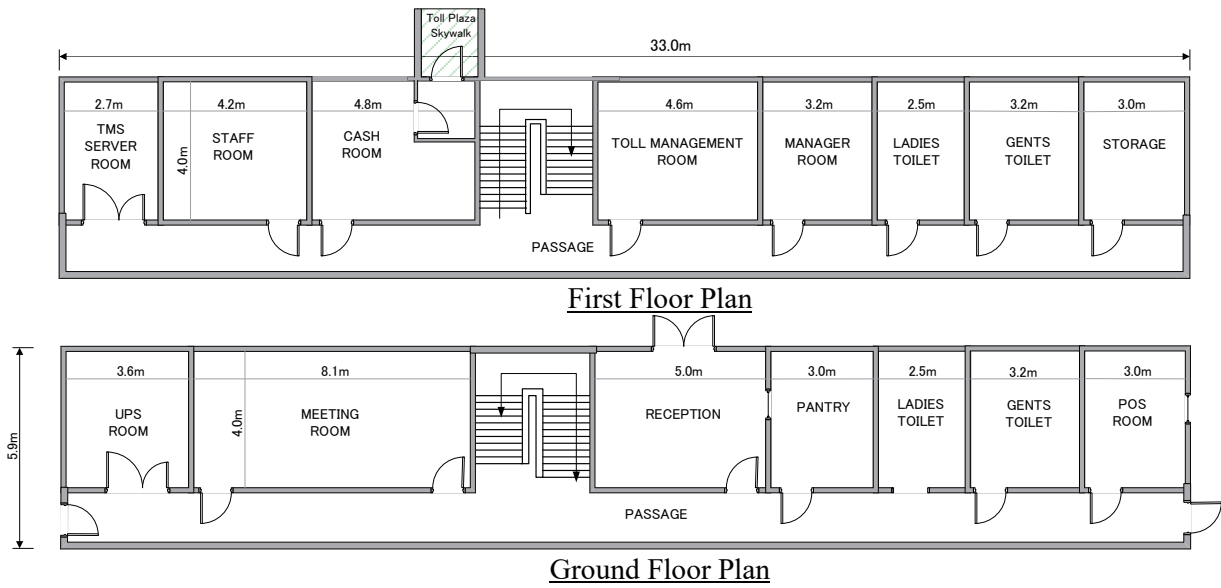 Toll Plaza
Skywalk
33.0m
2.7m
4.2m
4.8m
4.6m
3.2m
2.5m
3.2m
3.0m
TMS
SERVER
ROOM
STAFF
ROOM
4.0m
CASH
ROOM
TOLL MANAGEMENT
ROOM
MANAGER
ROOM
LADIES
TOILET
GENTS
TOILET
STORAGE
PASSAGE
First Floor Plan
3.6m
8.1m
5.0m
3.0m
2.5m
3.2m
3.0m
5.9m
UPS
ROOM
4.0m
MEETING
ROOM
RECEPTION
PANTRY
LADIES
TOILET
GENTS
TOILET
POS
ROOM
PASSAGE
Ground Floor Plan